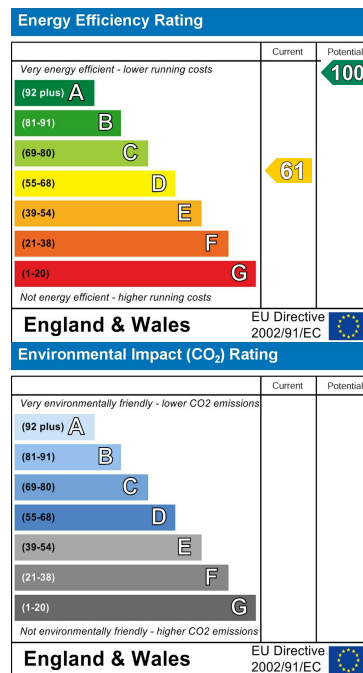 Energy Efficiency Rating
Current Potential
Very energy efficient - lower running costs
100
(92 plus) A
(81-91) B
(69-80) C
61
(55-68) D
(39-54) E
(21-38) F
(1-20) G
Not energy efficient - higher running costs
England & Wales
EU Directive
2002/91/EC
Environmental Impact (CO₂) Rating
Current Potential
Very environmentally friendly - lower CO2 emissions
(92 plus) A
(81-91) B
(69-80) C
(55-68) D
(39-54) E
(21-38) F
(1-20) G
Not environmentally friendly - higher CO2 emissions
England & Wales
EU Directive
2002/91/EC